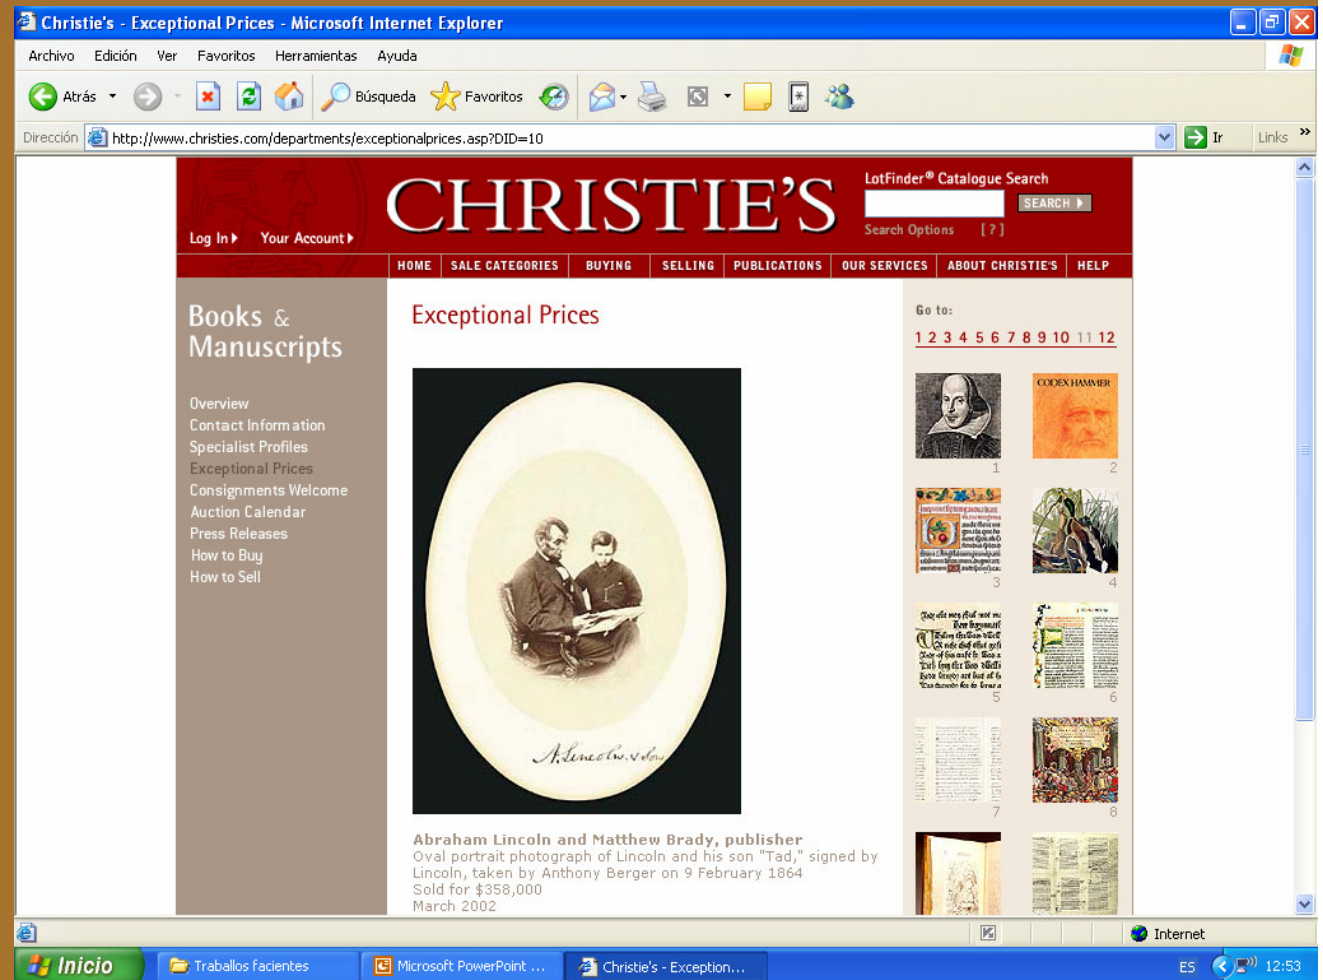 Christie's - Exceptional Prices - Microsoft Internet Explorer
Archivo Edición Ver Favoritos Herramientas Ayuda
Atrás Búsqueda Favoritos
Dirección http://www.christies.com/departments/exceptionalprices.asp?DID=10 Ir Links »
CHRISTIE'S
LotFinder® Catalogue Search
SEARCH
Search Options [ ? ]
Log In Your Account
HOME SALE CATEGORIES BUYING SELLING PUBLICATIONS OUR SERVICES ABOUT CHRISTIE'S HELP
Books &
Manuscripts
Overview
Contact Information
Specialist Profiles
Exceptional Prices
Consignments Welcome
Auction Calendar
Press Releases
How to Buy
How to Sell
Exceptional Prices
A. Lincoln. & Son
Abraham Lincoln and Matthew Brady, publisher
Oval portrait photograph of Lincoln and his son "Tad," signed by
Lincoln, taken by Anthony Berger on 9 February 1864
Sold for $358,000
March 2002
Go to:
1 2 3 4 5 6 7 8 9 10 11 12
CODEX HAMMER
1 2
3 4
5 6
7 8
Internet
Inicio Traballos facientes Microsoft PowerPoint ... Christie's - Exception... ES 12:53